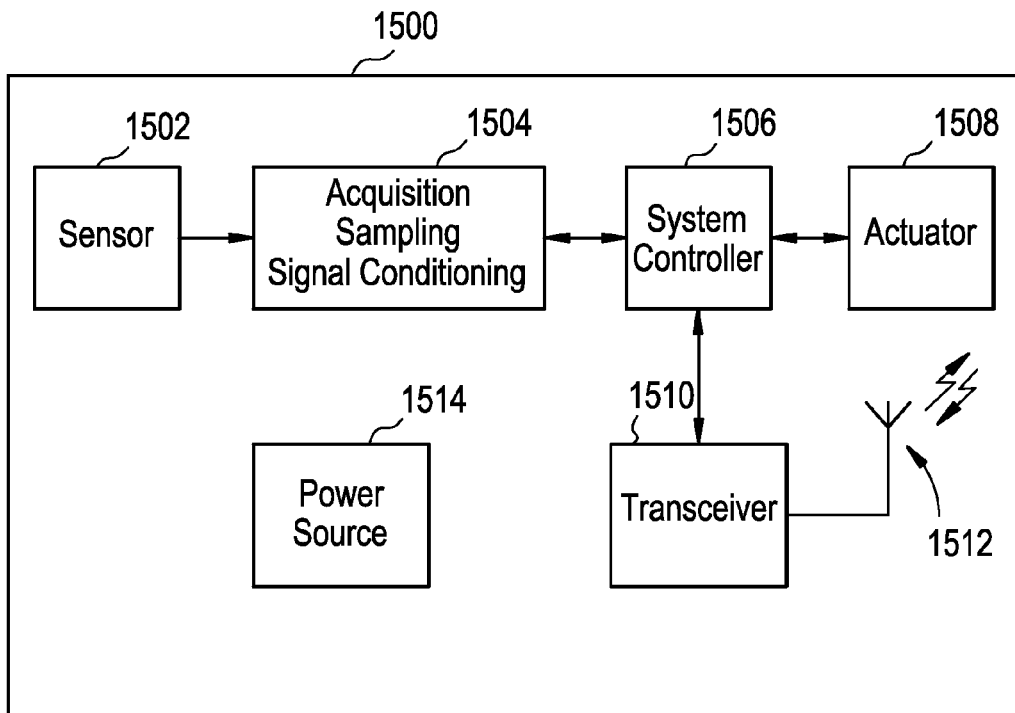 1500
1502
1504
1506
1508
Sensor
Acquisition
Sampling
Signal Conditioning
System
Controller
Actuator
1514
1510
Power
Source
Transceiver
1512